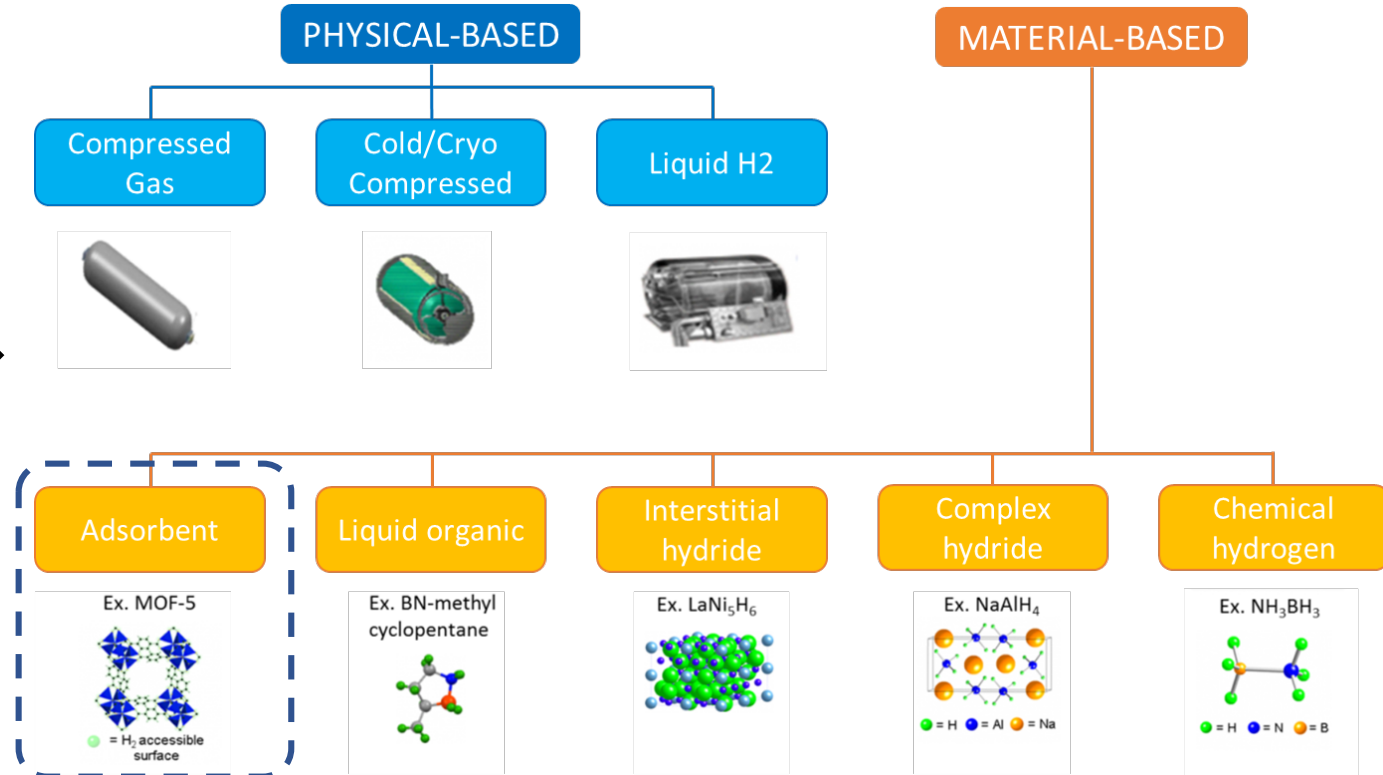 PHYSICAL-BASED
MATERIAL-BASED
Compressed
Gas
Cold/Cryo
Compressed
Liquid H2
Adsorbent
Liquid organic
Interstitial
hydride
Complex
hydride
Chemical
hydrogen
Ex. MOF-5
= H₂ accessible
surface
Ex. BN-methyl
cyclopentane
Ex. LaNi₅H₆
Ex. NaAlH₄
= H = Al = Na
Ex. NH₃BH₃
= H = N = B